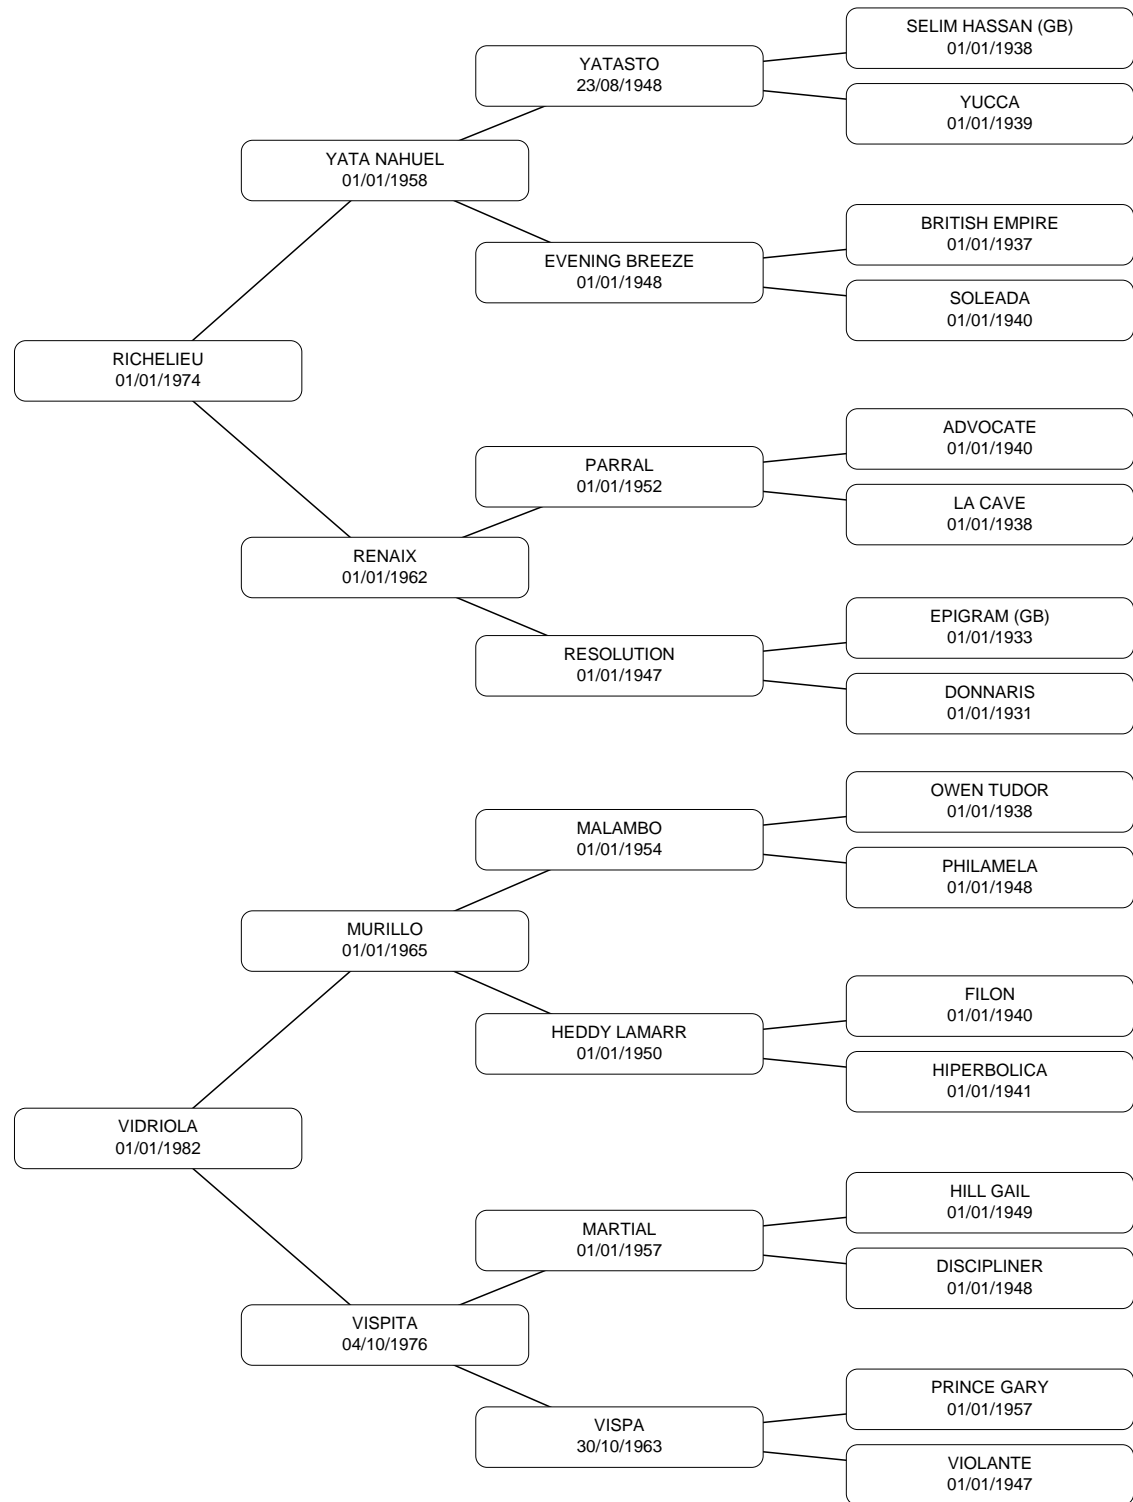 SELIM HASSAN (GB)
01/01/1938
YATASTO
23/08/1948
YUCCA
01/01/1939
YATA NAHUEL
01/01/1958
BRITISH EMPIRE
01/01/1937
EVENING BREEZE
01/01/1948
SOLEADA
01/01/1940
RICHELIEU
01/01/1974
ADVOCATE
01/01/1940
PARRAL
01/01/1952
LA CAVE
01/01/1938
RENAIX
01/01/1962
EPIGRAM (GB)
01/01/1933
RESOLUTION
01/01/1947
DONNARIS
01/01/1931
OWEN TUDOR
01/01/1938
MALAMBO
01/01/1954
PHILAMELA
01/01/1948
MURILLO
01/01/1965
FILON
01/01/1940
HEDDY LAMARR
01/01/1950
HIPERBOLICA
01/01/1941
VIDRIOLA
01/01/1982
HILL GAIL
01/01/1949
MARTIAL
01/01/1957
DISCIPLINER
01/01/1948
VISPITA
04/10/1976
PRINCE GARY
01/01/1957
VISPA
30/10/1963
VIOLANTE
01/01/1947